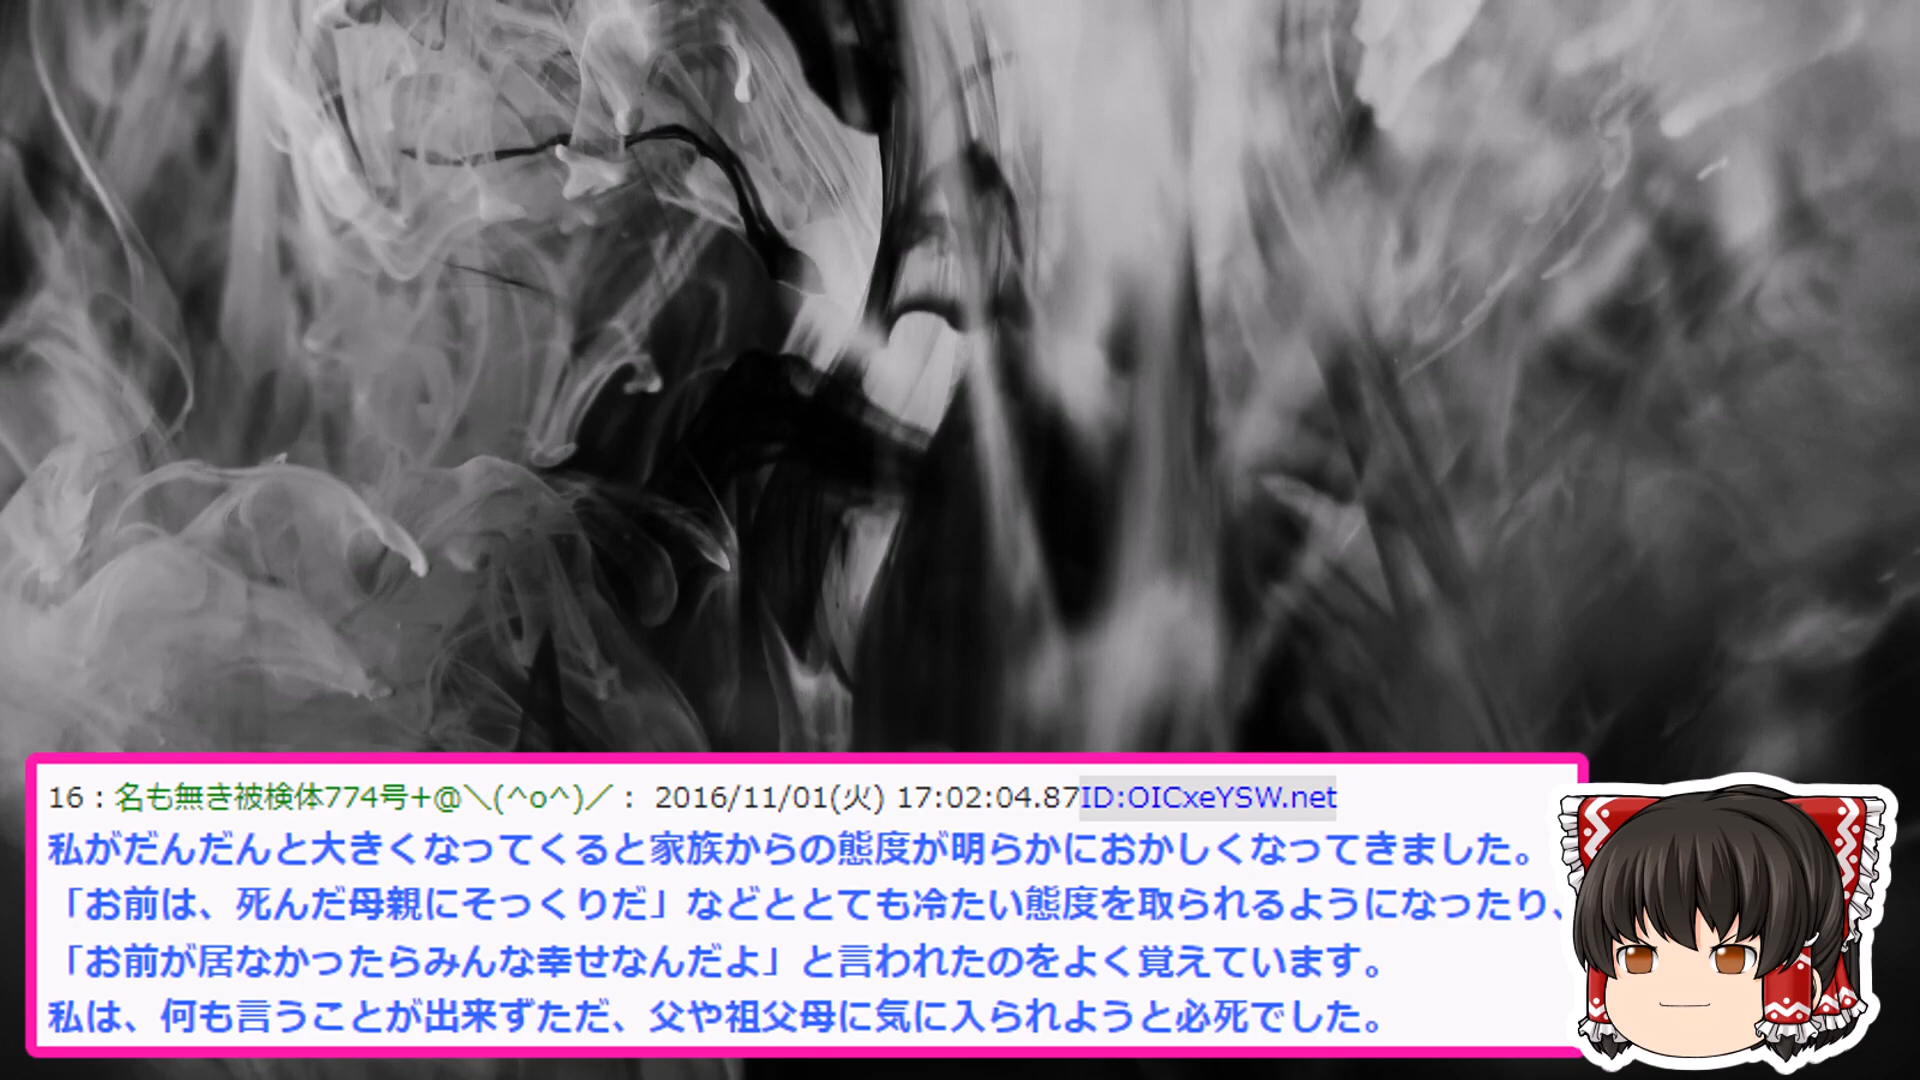 16：名も無き被検体774号+@＼(^o^)／： 2016/11/01(火) 17:02:04.87ID:OICxeYSW.net
私がだんだんと大きくなってくると家族からの態度が明らかにおかしくなってきました。
「お前は、死んだ母親にそっくりだ」などととても冷たい態度を取られるようになったり、
「お前が居なかったらみんな幸せなんだよ」と言われたのをよく覚えています。
私は、何も言うことが出来ずただ、父や祖父母に気に入られようと必死でした。